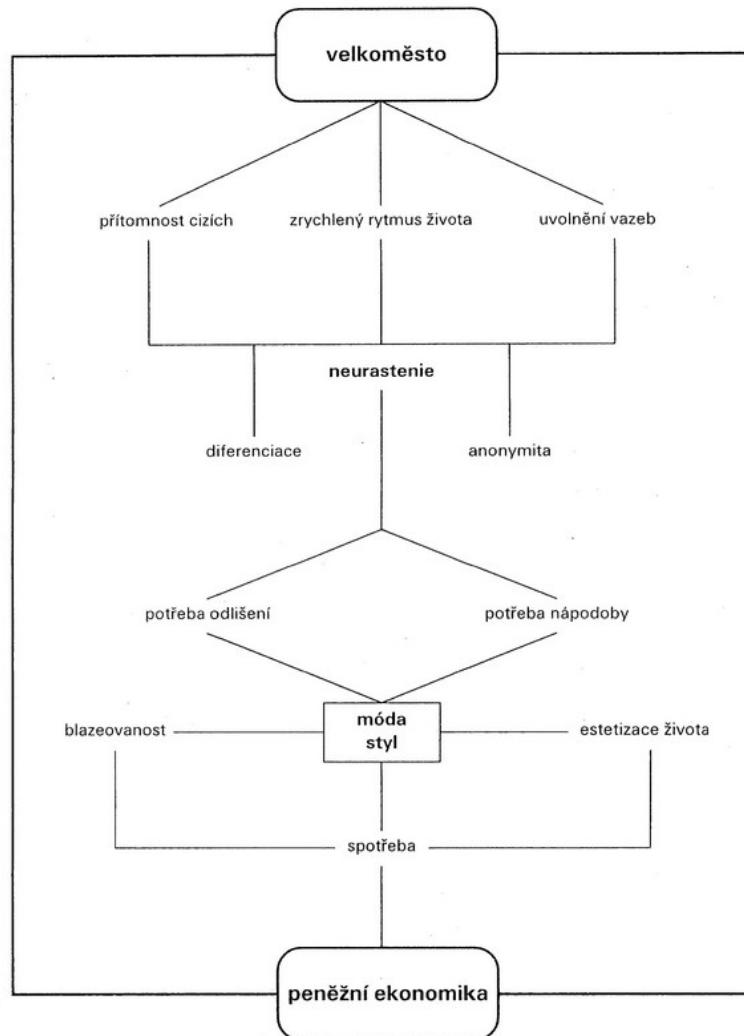 velkoměsto
přítomnost cizích
zrychlený rytmus života
uvolnění vazeb
neurastenie
diferenciace
anonymita
potřeba odlišení
potřeba nápodoby
blazeovanost
móda
styl
estetizace života
spotřeba
peněžní ekonomika